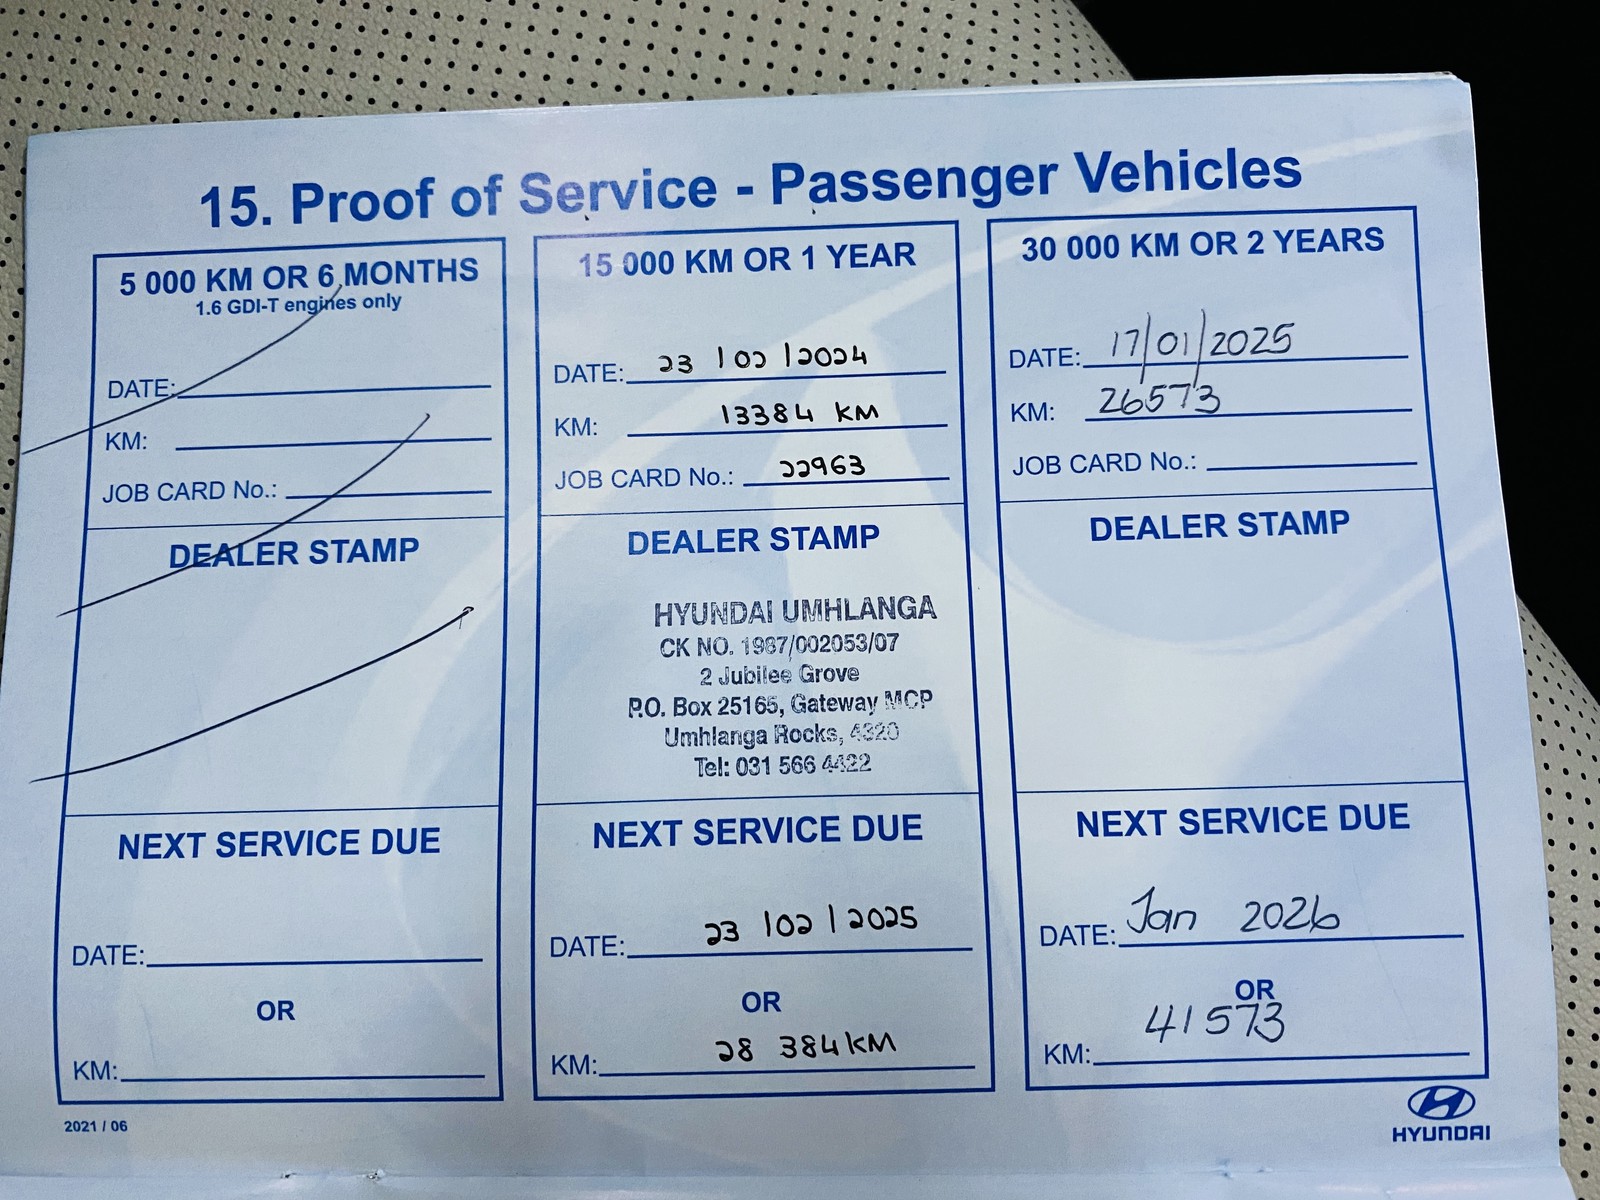 15. Proof of Service - Passenger Vehicles
5 000 KM OR 6 MONTHS
1.6 GDI-T engines only
DATE:
KM:
JOB CARD No.:
DEALER STAMP
NEXT SERVICE DUE
DATE:
OR
KM:
15 000 KM OR 1 YEAR
DATE: 23 / 02 / 2024
KM: 13384 KM
JOB CARD No.: 22963
DEALER STAMP
HYUNDAI UMHLANGA
CK NO. 1987/002053/07
2 Jubilee Grove
P.O. Box 25165, Gateway MCP
Umhlanga Rocks, 4320
Tel: 031 566 4422
NEXT SERVICE DUE
DATE: 23 / 02 / 2025
OR
KM: 28 384 KM
30 000 KM OR 2 YEARS
DATE: 17/01/2025
KM: 26573
JOB CARD No.:
DEALER STAMP
NEXT SERVICE DUE
DATE: Jan 2026
OR
41573
KM:
2021 / 06
HYUNDAI